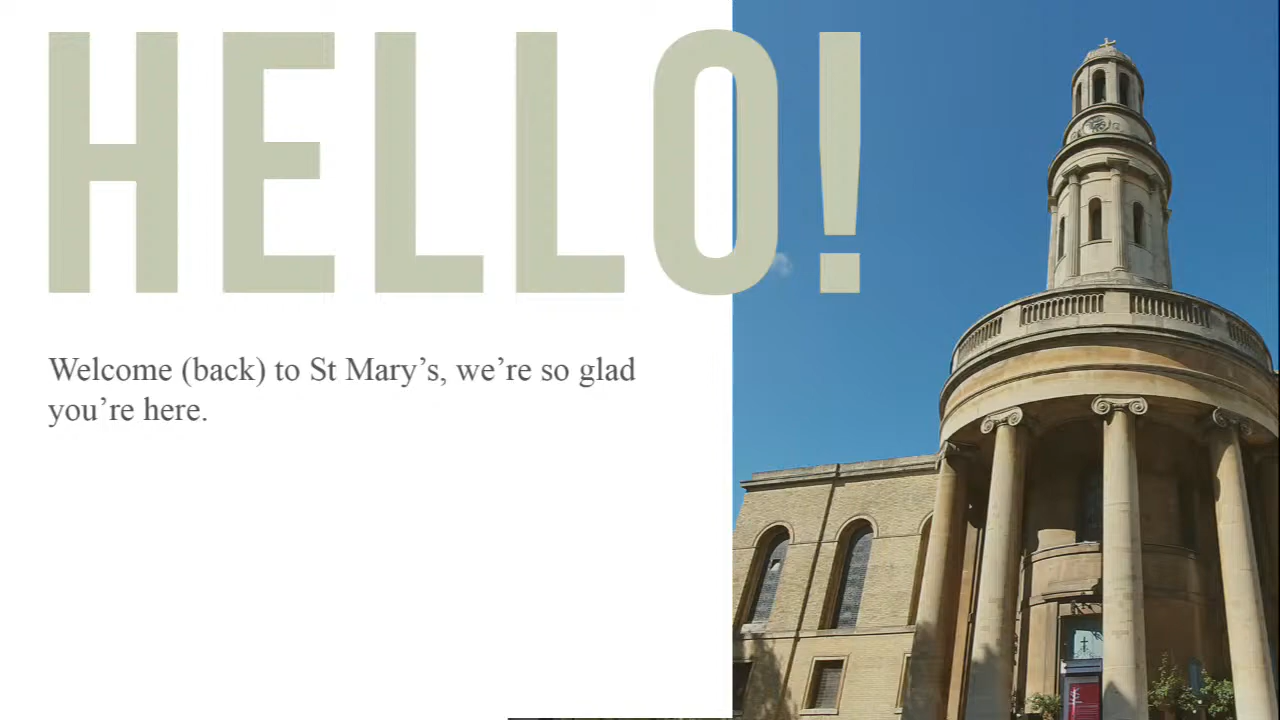 HELLO!
Welcome (back) to St Mary’s, we’re so glad
you’re here.